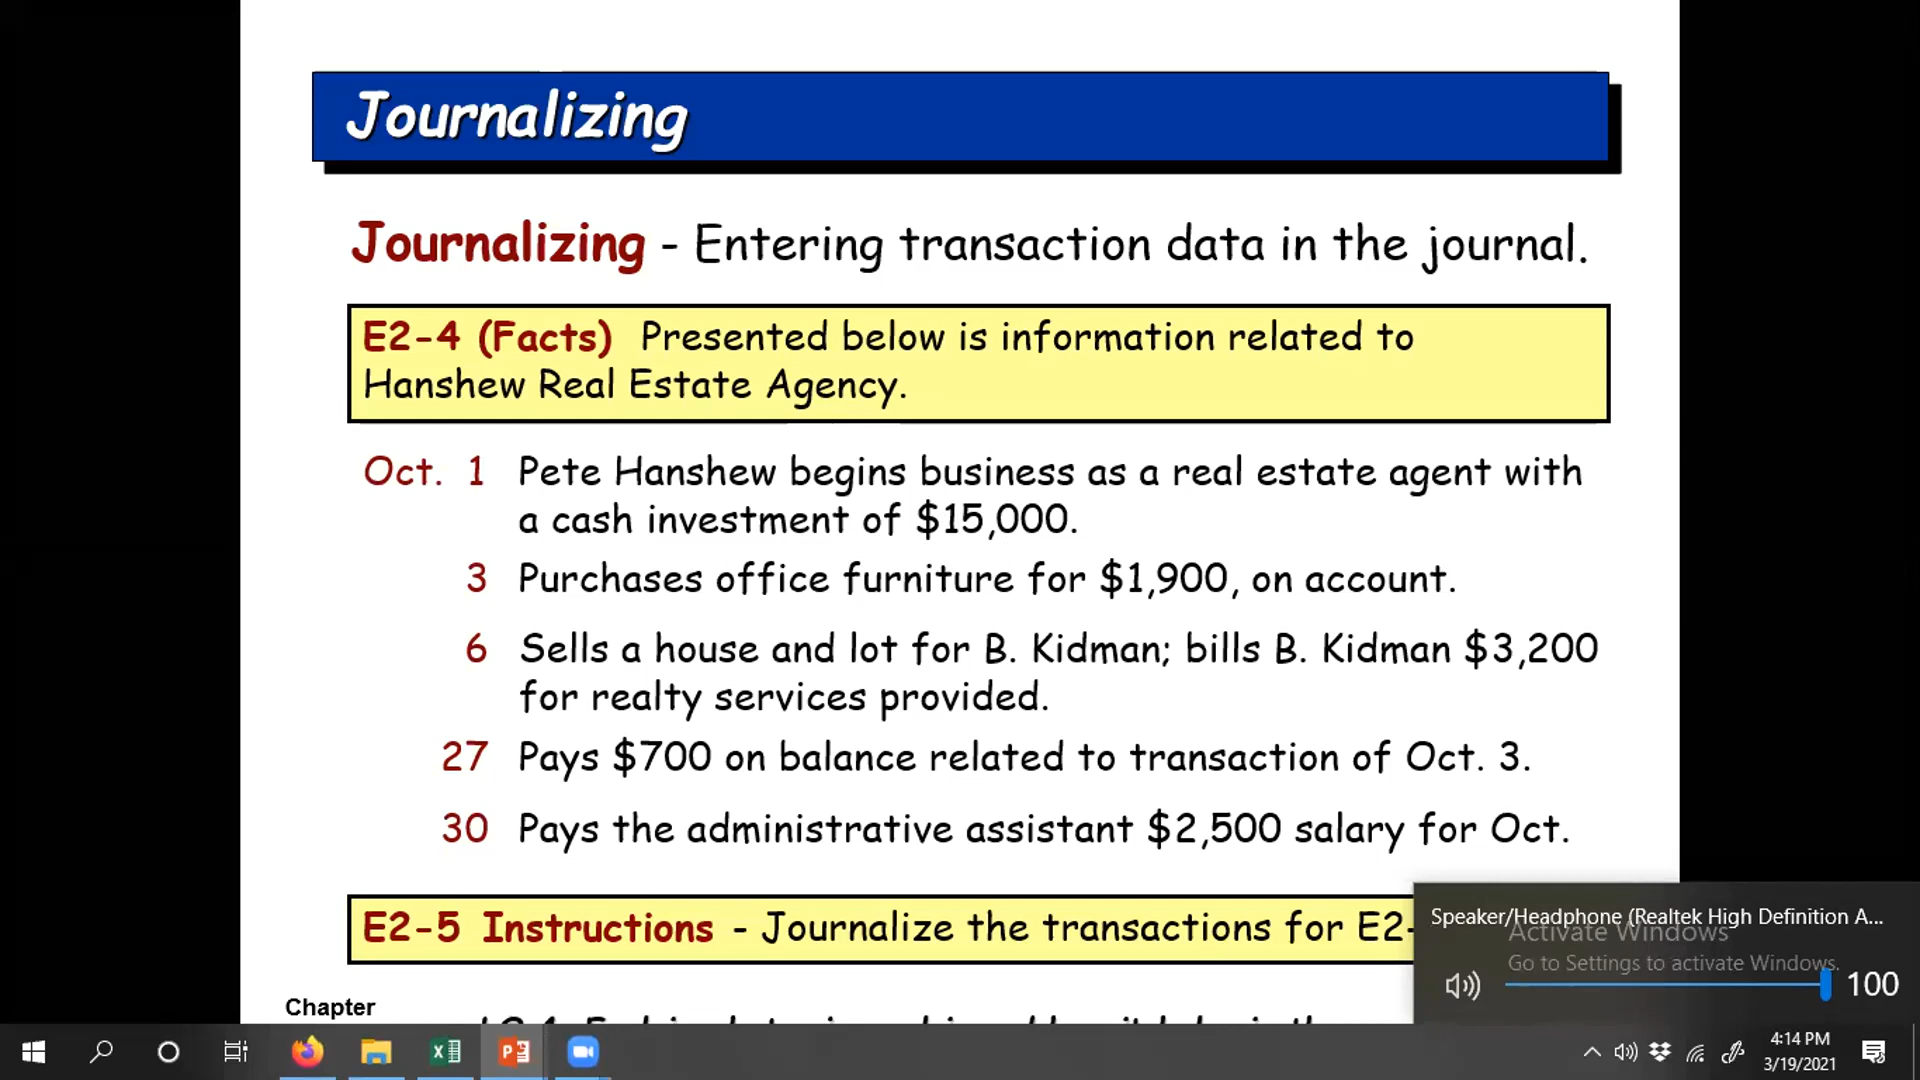 Journalizing
Journalizing - Entering transaction data in the journal.
E2-4 (Facts) Presented below is information related to
Hanshew Real Estate Agency.
Oct. 1 Pete Hanshew begins business as a real estate agent with
a cash investment of $15,000.
3 Purchases office furniture for $1,900, on account.
6 Sells a house and lot for B. Kidman; bills B. Kidman $3,200
for realty services provided.
27 Pays $700 on balance related to transaction of Oct. 3.
30 Pays the administrative assistant $2,500 salary for Oct.
E2-5 Instructions - Journalize the transactions for E2-
Chapter
Speaker/Headphone (Realtek High Definition A...
Activate Windows
Go to Settings to activate Windows.
100
4:14 PM
3/19/2021